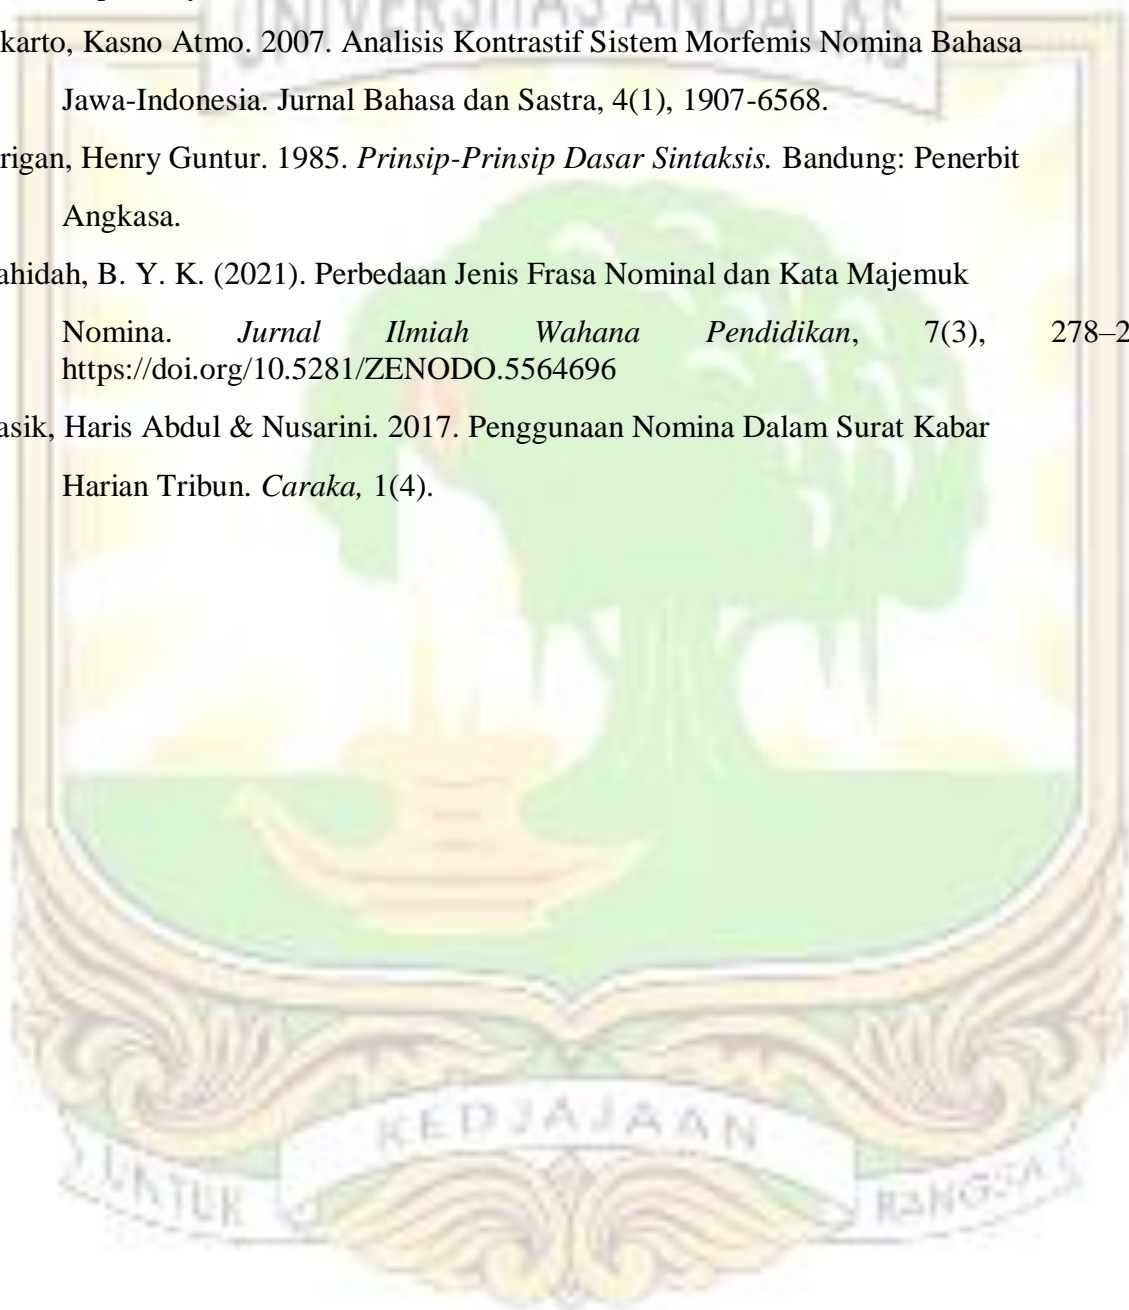 UNIVERSITAS ANDALAS
karto, Kasno Atmo. 2007. Analisis Kontrastif Sistem Morfemis Nomina Bahasa
Jawa-Indonesia. Jurnal Bahasa dan Sastra, 4(1), 1907-6568.
rigan, Henry Guntur. 1985. Prinsip-Prinsip Dasar Sintaksis. Bandung: Penerbit
Angkasa.
ahidah, B. Y. K. (2021). Perbedaan Jenis Frasa Nominal dan Kata Majemuk
Nomina. Jurnal Ilmiah Wahana Pendidikan, 7(3), 278–2
https://doi.org/10.5281/ZENODO.5564696
asik, Haris Abdul & Nusarini. 2017. Penggunaan Nomina Dalam Surat Kabar
Harian Tribun. Caraka, 1(4).
UNTUK KEDJAJAAN BANGSA